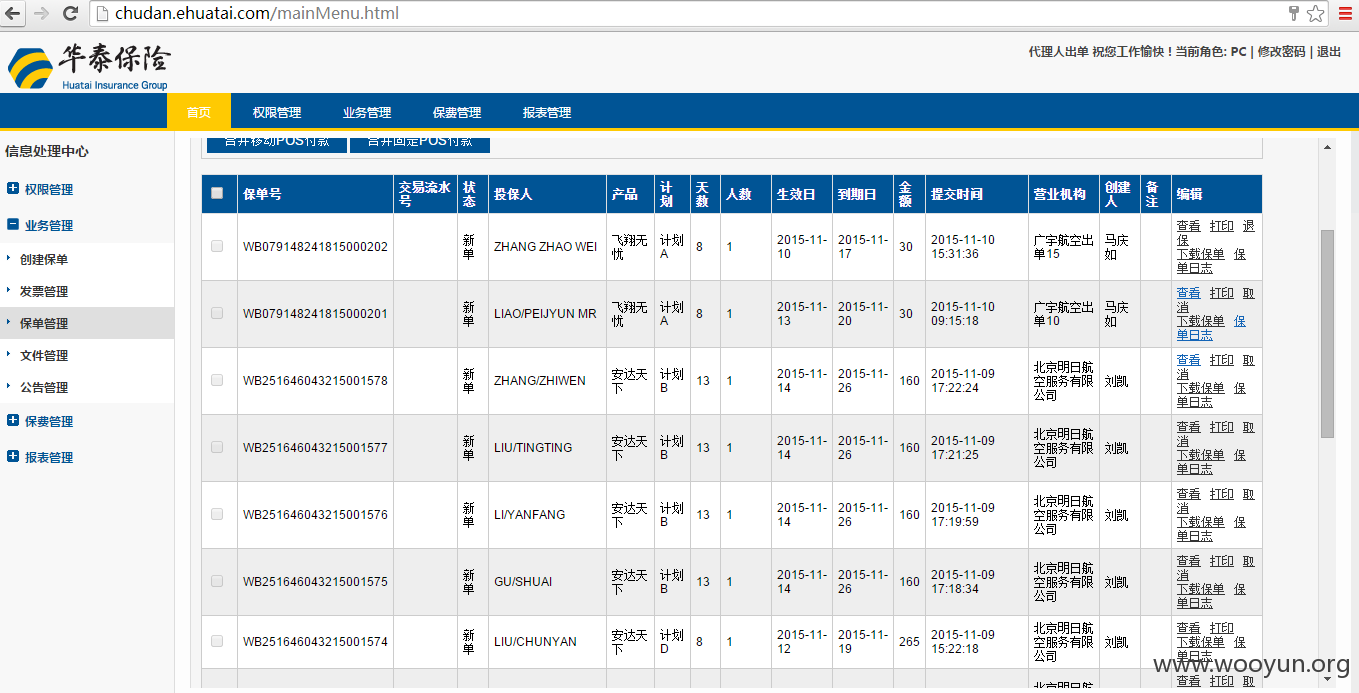 chudan.ehuatai.com/mainMenu.html
华泰保险
Huatai Insurance Group
代理人出单 祝您工作愉快！当前角色: PC | 修改密码 | 退出
首页 权限管理 业务管理 保费管理 报表管理
信息处理中心
权限管理
业务管理
创建保单
发票管理
保单管理
文件管理
公告管理
保费管理
报表管理
合并移动POS付款 合并固定POS付款
保单号 交易流水号 状态 投保人 产品 计划 天数 人数 生效日 到期日 金额 提交时间 营业机构 创建人 备注 编辑
WB079148241815000202 新单 ZHANG ZHAO WEI 飞翔无忧 计划A 8 1 2015-11-10 2015-11-17 30 2015-11-10 15:31:36 广宇航空出单15 马庆如 查看 打印 退保 下载保单 保单日志
WB079148241815000201 新单 LIAO/PEIJYUN MR 飞翔无忧 计划A 8 1 2015-11-13 2015-11-20 30 2015-11-10 09:15:18 广宇航空出单10 马庆如 查看 打印 取消 下载保单 保单日志
WB251646043215001578 新单 ZHANG/ZHIWEN 安达天下 计划B 13 1 2015-11-14 2015-11-26 160 2015-11-09 17:22:24 北京明日航空服务有限公司 刘凯 查看 打印 取消 下载保单 保单日志
WB251646043215001577 新单 LIU/TINGTING 安达天下 计划B 13 1 2015-11-14 2015-11-26 160 2015-11-09 17:21:25 北京明日航空服务有限公司 刘凯 查看 打印 取消 下载保单 保单日志
WB251646043215001576 新单 LI/YANFANG 安达天下 计划B 13 1 2015-11-14 2015-11-26 160 2015-11-09 17:19:59 北京明日航空服务有限公司 刘凯 查看 打印 取消 下载保单 保单日志
WB251646043215001575 新单 GU/SHUAI 安达天下 计划B 13 1 2015-11-14 2015-11-26 160 2015-11-09 17:18:34 北京明日航空服务有限公司 刘凯 查看 打印 取消 下载保单 保单日志
WB251646043215001574 新单 LIU/CHUNYAN 安达天下 计划D 8 1 2015-11-12 2015-11-19 265 2015-11-09 15:22:18 北京明日航空服务有限公司 刘凯 查看 打印 下载保单 保单日志
北京明日航 查看 打印 取
www.wooyun.org